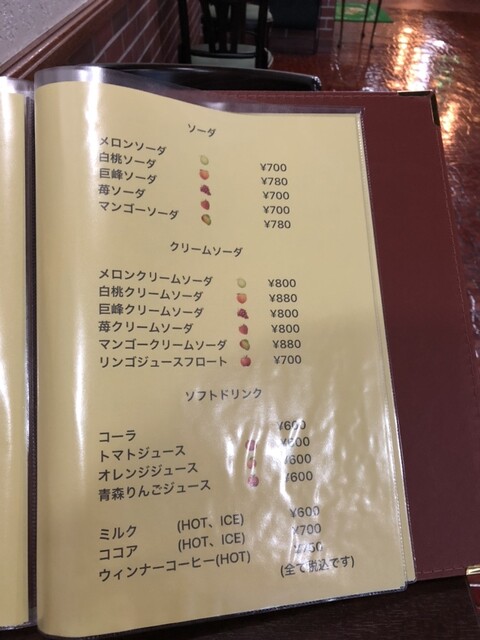 ソーダ
メロンソーダ ¥700
白桃ソーダ ¥780
巨峰ソーダ ¥700
苺ソーダ ¥700
マンゴーソーダ ¥780
クリームソーダ
メロンクリームソーダ ¥800
白桃クリームソーダ ¥880
巨峰クリームソーダ ¥800
苺クリームソーダ ¥800
マンゴークリームソーダ ¥880
リンゴジュースフロート ¥700
ソフトドリンク
コーラ ¥600
トマトジュース ¥600
オレンジジュース ¥600
青森りんごジュース ¥600
ミルク (HOT、ICE) ¥600
ココア (HOT、ICE) ¥700
ウィンナーコーヒー(HOT) ¥750
(全て税込です)